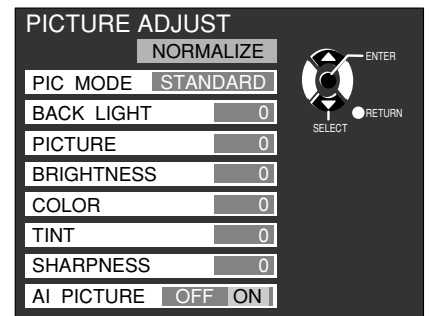 PICTURE ADJUST
NORMALIZE
PIC MODE STANDARD
BACK LIGHT 0
PICTURE 0
BRIGHTNESS 0
COLOR 0
TINT 0
SHARPNESS 0
AI PICTURE OFF ON
ENTER
RETURN
SELECT